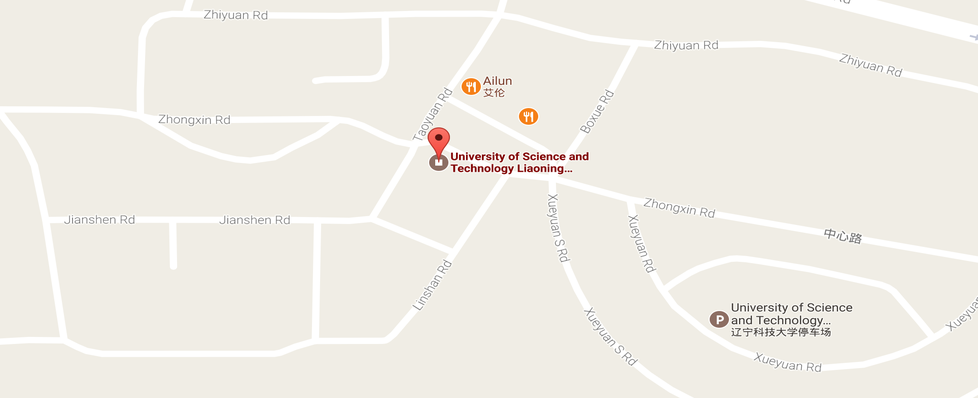 Zhiyuan Rd
Zhiyuan Rd
Zhiyuan Rd
Ailun
艾伦
Taoyuan Rd
Boxue Rd
Zhongxin Rd
University of Science and
Technology Liaoning...
Jianshen Rd
Jianshen Rd
Xueyuan S Rd
Xueyuan Rd
Zhongxin Rd
中心路
Linshan Rd
University of Science
and Technology...
辽宁科技大学停车场
P
Xueyuan S Rd
Xueyuan Rd